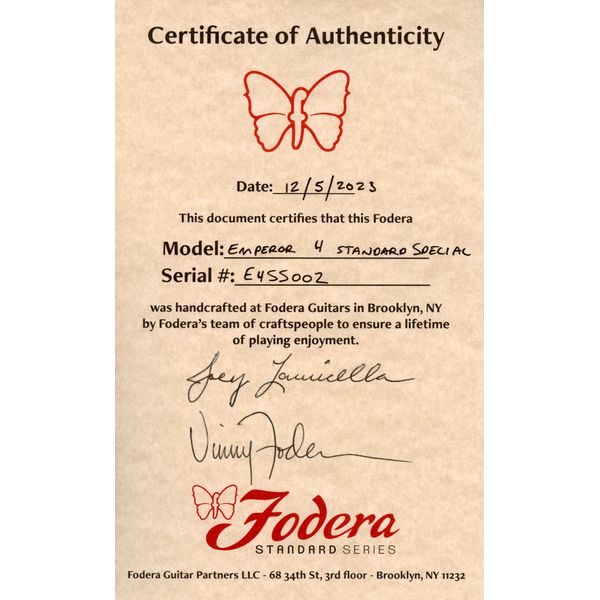 Certificate of Authenticity
Date: 12/5/2023
This document certifies that this Fodera
Model: EMPEROR 4 STANDARD SPECIAL
Serial #: E4SS002
was handcrafted at Fodera Guitars in Brooklyn, NY
by Fodera's team of craftspeople to ensure a lifetime
of playing enjoyment.
Joey Lauricella
Vinny Fodera
Fodera
STANDARD SERIES
Fodera Guitar Partners LLC - 68 34th St, 3rd floor - Brooklyn, NY 11232